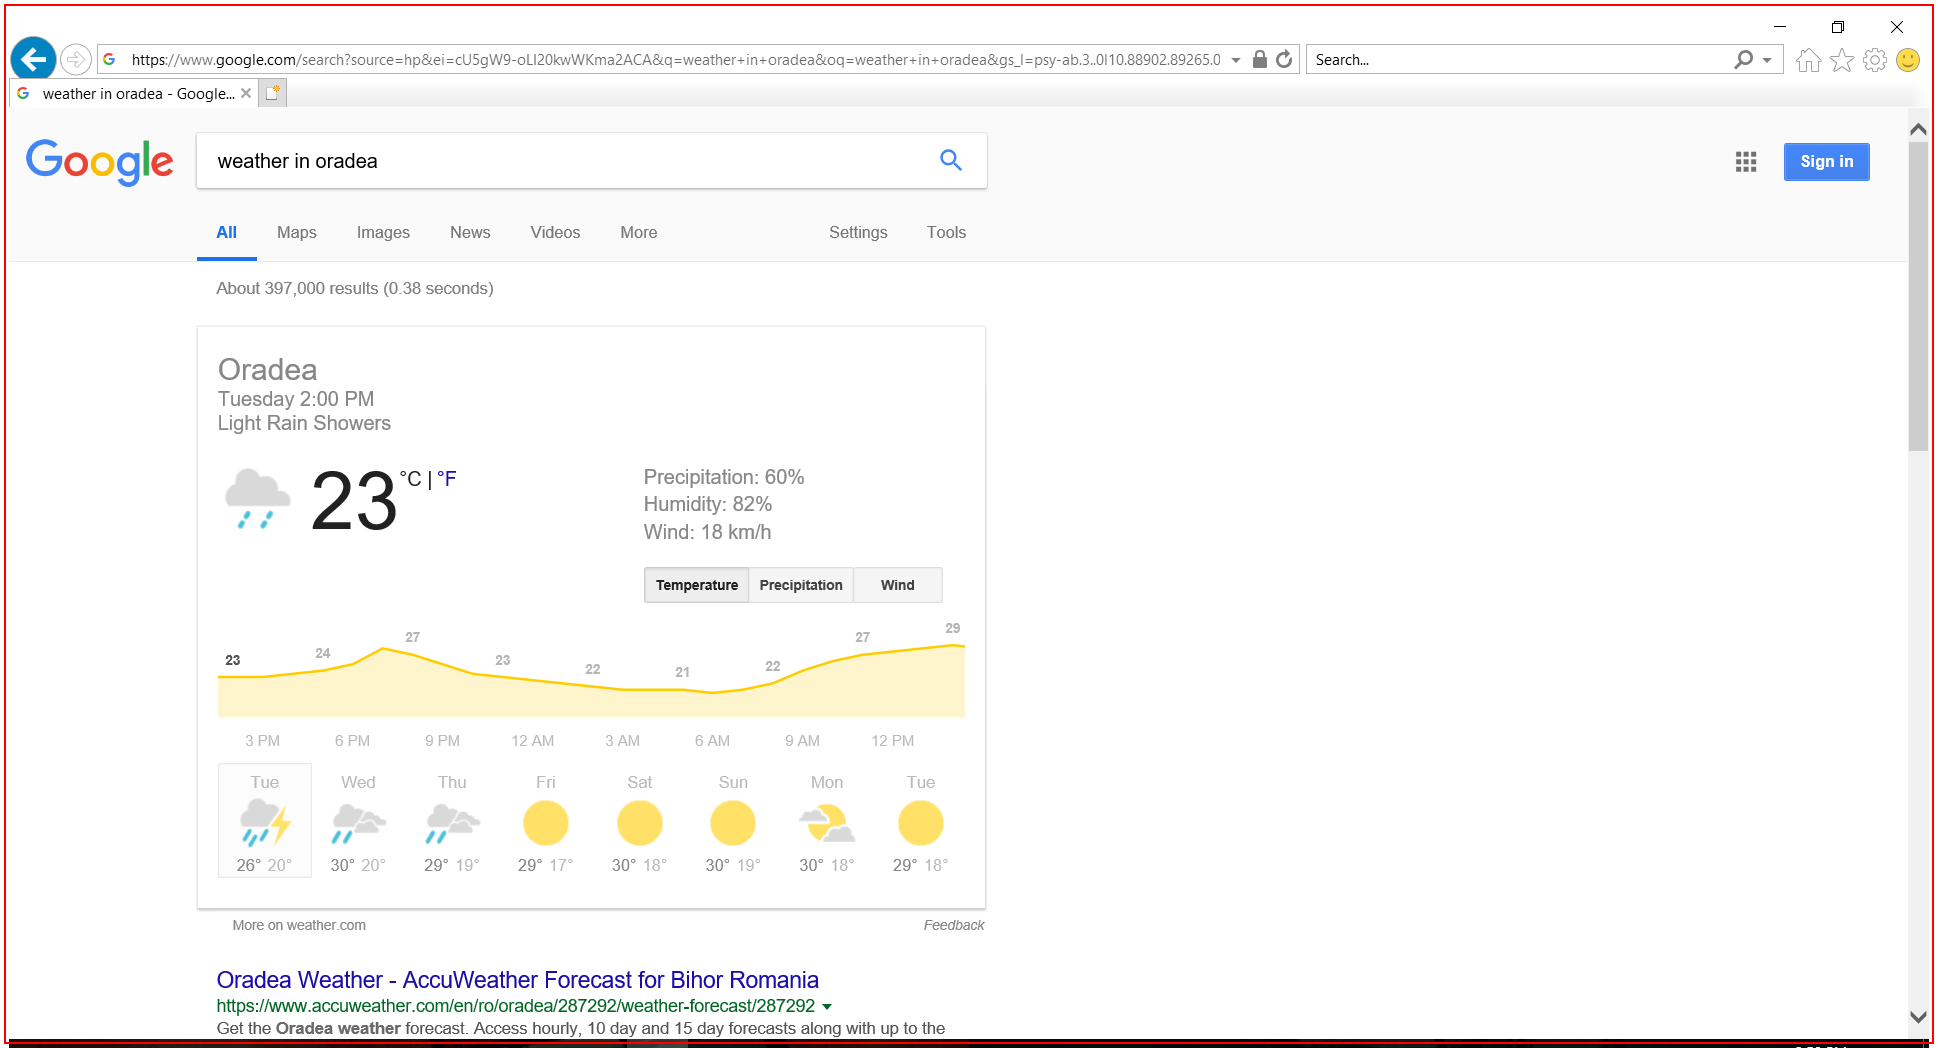 https://www.google.com/search?source=hp&ei=cU5gW9-oLI20kwWKma2ACA&q=weather+in+oradea&oq=weather+in+oradea&gs_l=psy-ab.3..0l10.88902.89265.0
Search...
weather in oradea - Google...
Google
weather in oradea
Sign in
All Maps Images News Videos More Settings Tools
About 397,000 results (0.38 seconds)
Oradea
Tuesday 2:00 PM
Light Rain Showers
23 °C | °F
Precipitation: 60%
Humidity: 82%
Wind: 18 km/h
Temperature Precipitation Wind
23 24 27 23 22 21 22 27 29
3 PM 6 PM 9 PM 12 AM 3 AM 6 AM 9 AM 12 PM
Tue Wed Thu Fri Sat Sun Mon Tue
26° 20° 30° 20° 29° 19° 29° 17° 30° 18° 30° 19° 30° 18° 29° 18°
More on weather.com Feedback
Oradea Weather - AccuWeather Forecast for Bihor Romania
https://www.accuweather.com/en/ro/oradea/287292/weather-forecast/287292
Get the Oradea weather forecast. Access hourly, 10 day and 15 day forecasts along with up to the